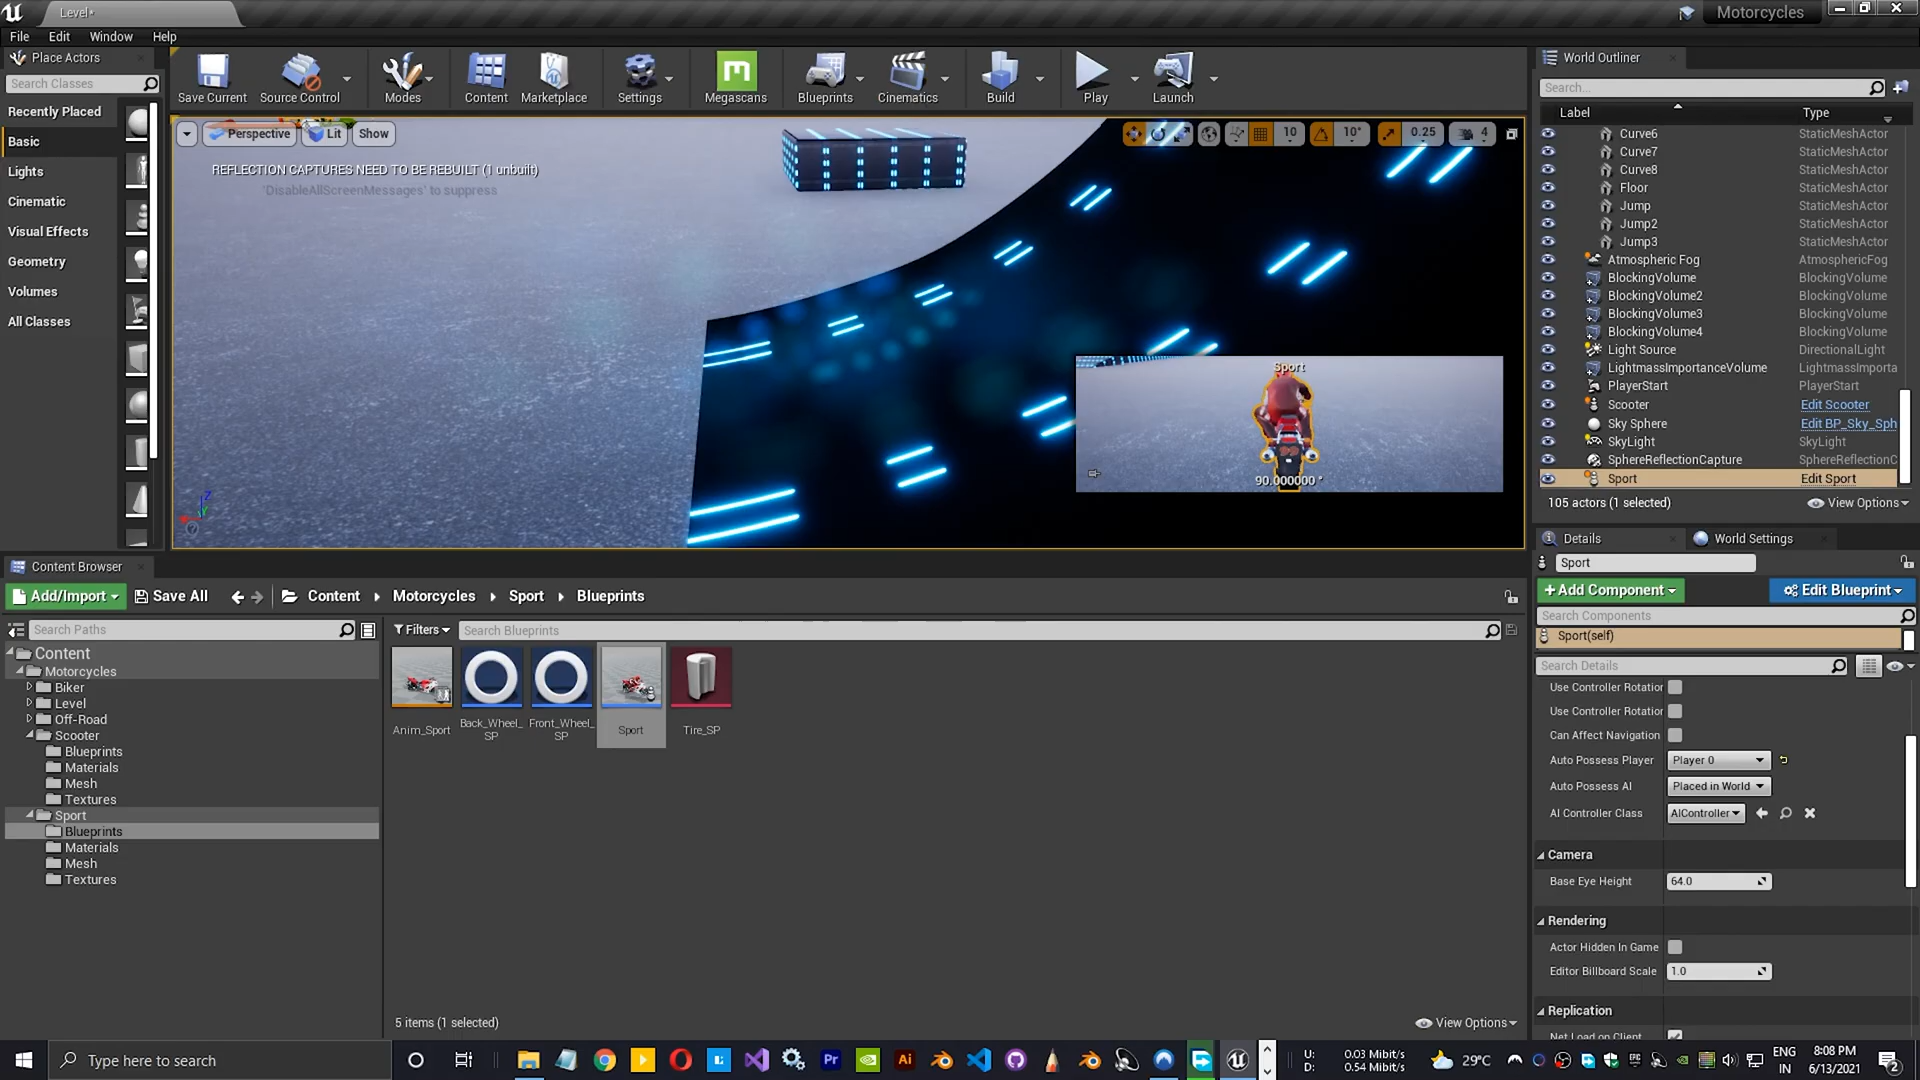 Level*
Motorcycles
File Edit Window Help
Place Actors
Search Classes
Recently Placed
Basic
Lights
Cinematic
Visual Effects
Geometry
Volumes
All Classes
Save Current
Source Control
Modes
Content
Marketplace
Settings
Megascans
Blueprints
Cinematics
Build
Play
Launch
Perspective
Lit
Show
10
10°
0.25
4
REFLECTION CAPTURES NEED TO BE REBUILT (1 unbuilt)
'DisableAllScreenMessages' to suppress
Sport
90.000000 °
World Outliner
Search...
Label Type
Curve6 StaticMeshActor
Curve7 StaticMeshActor
Curve8 StaticMeshActor
Floor StaticMeshActor
Jump StaticMeshActor
Jump2 StaticMeshActor
Jump3 StaticMeshActor
Atmospheric Fog AtmosphericFog
BlockingVolume BlockingVolume
BlockingVolume2 BlockingVolume
BlockingVolume3 BlockingVolume
BlockingVolume4 BlockingVolume
Light Source DirectionalLight
LightmassImportanceVolume LightmassImporta
PlayerStart PlayerStart
Scooter Edit Scooter
Sky Sphere Edit BP_Sky_Sph
SkyLight SkyLight
SphereReflectionCapture SphereReflectionC
Sport Edit Sport
105 actors (1 selected) View Options
Details World Settings
Sport
+ Add Component Edit Blueprint
Search Components
Sport(self)
Search Details
Use Controller Rotation
Use Controller Rotation
Can Affect Navigation
Auto Possess Player Player 0
Auto Possess AI Placed in World
AI Controller Class AIController
Camera
Base Eye Height 64.0
Rendering
Actor Hidden In Game
Editor Billboard Scale 1.0
Replication
Net Load on Client
Content Browser
Add/Import Save All Content Motorcycles Sport Blueprints
Search Paths
Filters Search Blueprints
Content
Motorcycles
Biker
Level
Off-Road
Scooter
Blueprints
Materials
Mesh
Textures
Sport
Blueprints
Materials
Mesh
Textures
Anim_Sport
Back_Wheel_SP
Front_Wheel_SP
Sport
Tire_SP
5 items (1 selected) View Options
Type here to search
U: 0.03 Mibit/s
D: 0.54 Mibit/s
29°C
ENG
IN
8:08 PM
6/13/2021
2